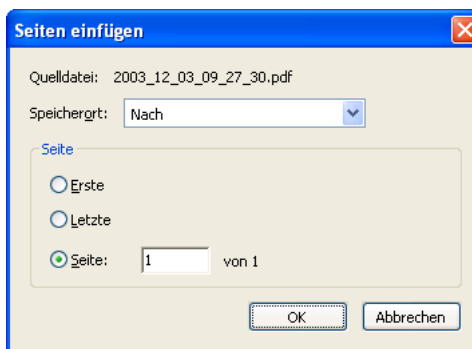 Seiten einfügen
Quelldatei: 2003_12_03_09_27_30.pdf
Speicherort: Nach
Seite
Erste
Letzte
Seite: 1 von 1
OK Abbrechen